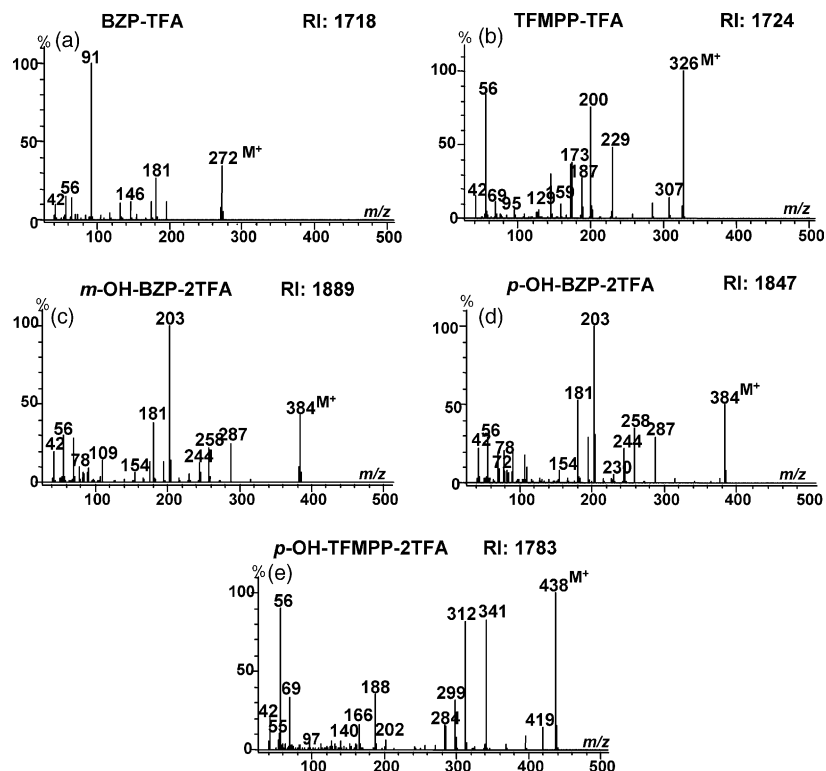 BZP-TFA RI: 1718
% (a)
100
50
0
91
42
56
146
181
272 M⁺
m/z
100 200 300 400 500
TFMPP-TFA RI: 1724
% (b)
100
50
0
42
56
69
95
129
159
173
87
200
229
307
326 M⁺
m/z
100 200 300 400 500
m-OH-BZP-2TFA RI: 1889
% (c)
100
50
0
42
56
78
109
154
181
203
244
258
287
384 M⁺
m/z
100 200 300 400 500
p-OH-BZP-2TFA RI: 1847
% (d)
100
50
0
42
56
72
78
154
181
203
230
244
258
287
384 M⁺
m/z
100 200 300 400 500
p-OH-TFMPP-2TFA RI: 1783
% (e)
100
50
0
42
55
56
69
97
140
166
188
202
284
299
312
341
419
438 M⁺
m/z
100 200 300 400 500